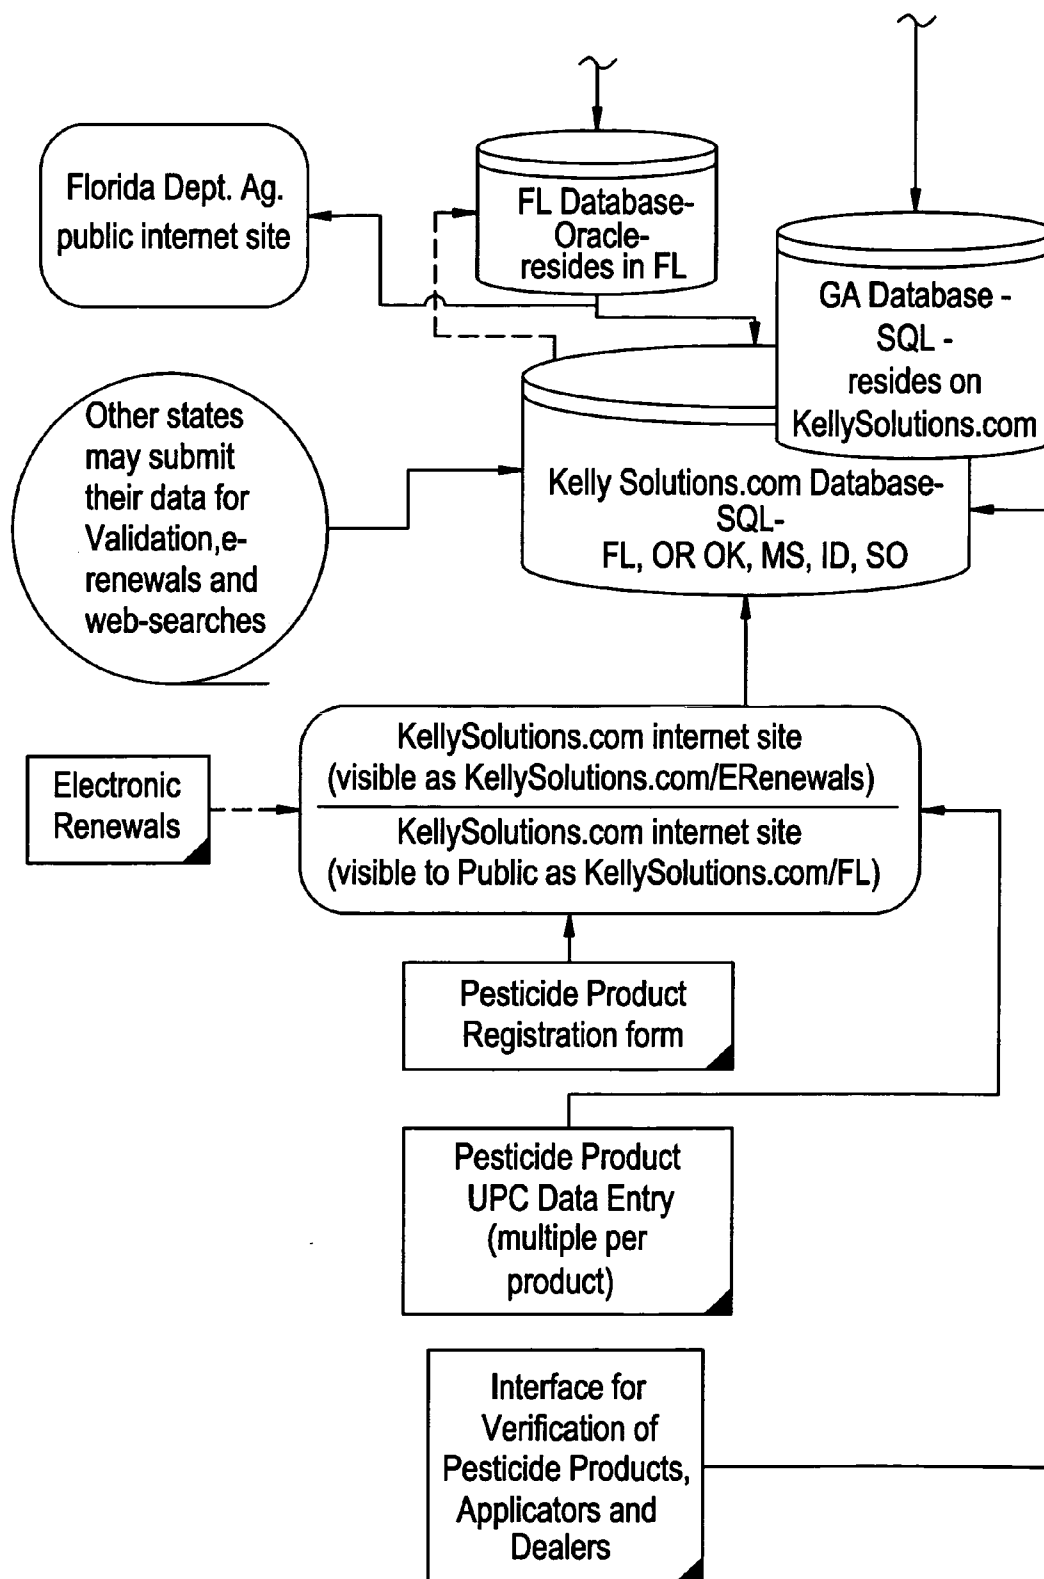 Florida Dept. Ag.
public internet site
FL Database-
Oracle-
resides in FL
GA Database -
SQL -
resides on
KellySolutions.com
Other states
may submit
their data for
Validation,e-
renewals and
web-searches
Kelly Solutions.com Database-
SQL-
FL, OR OK, MS, ID, SO
Electronic
Renewals
KellySolutions.com internet site
(visible as KellySolutions.com/ERenewals)
KellySolutions.com internet site
(visible to Public as KellySolutions.com/FL)
Pesticide Product
Registration form
Pesticide Product
UPC Data Entry
(multiple per
product)
Interface for
Verification of
Pesticide Products,
Applicators and
Dealers